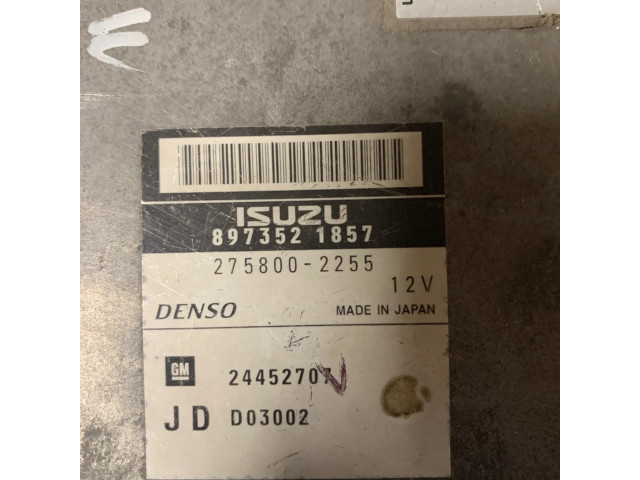 ISUZU
897352 1857
275800-2255
12V
DENSO MADE IN JAPAN
GM 24452707
JD D03002